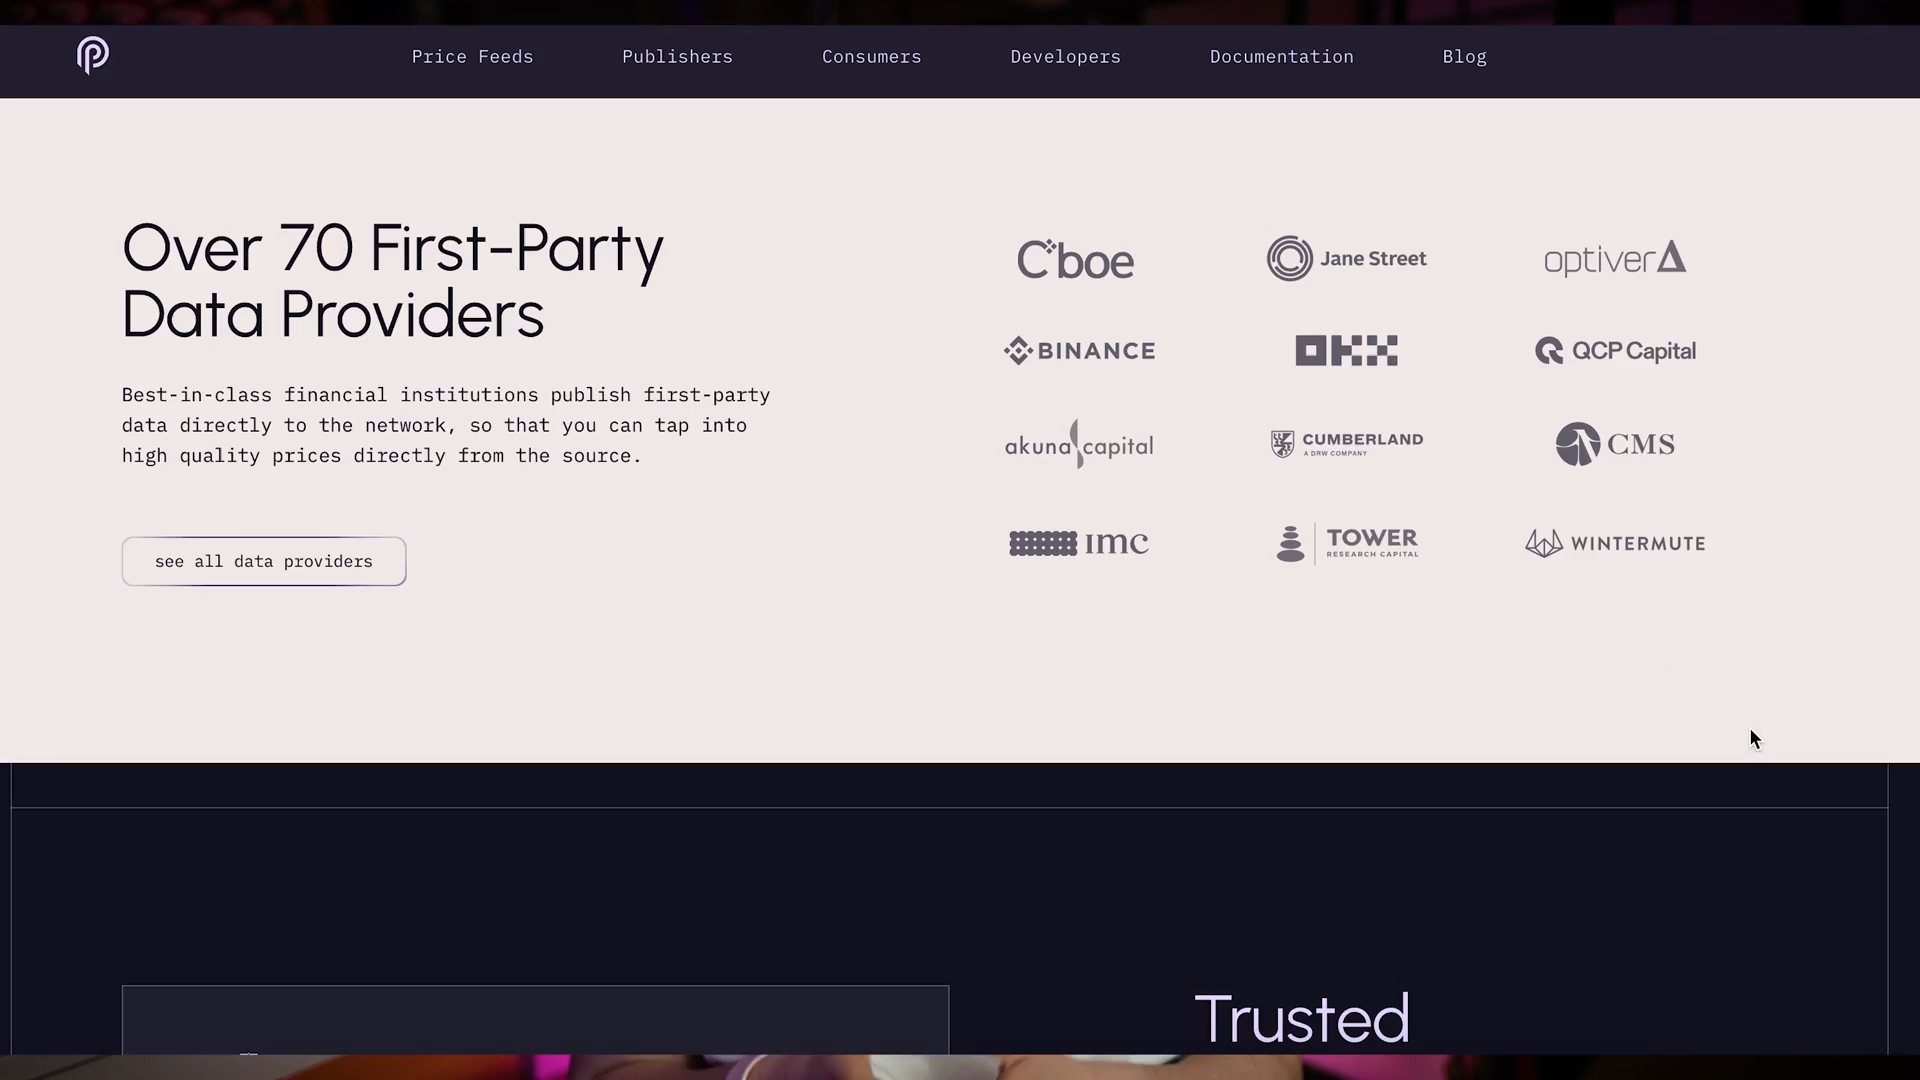 Price Feeds
Publishers
Consumers
Developers
Documentation
Blog
Over 70 First-Party
Data Providers
Best-in-class financial institutions publish first-party
data directly to the network, so that you can tap into
high quality prices directly from the source.
see all data providers
Cboe
Jane Street
optiver
BINANCE
OKX
QCP Capital
akuna capital
CUMBERLAND
A DRW COMPANY
CMS
imc
TOWER
RESEARCH CAPITAL
WINTERMUTE
Trusted